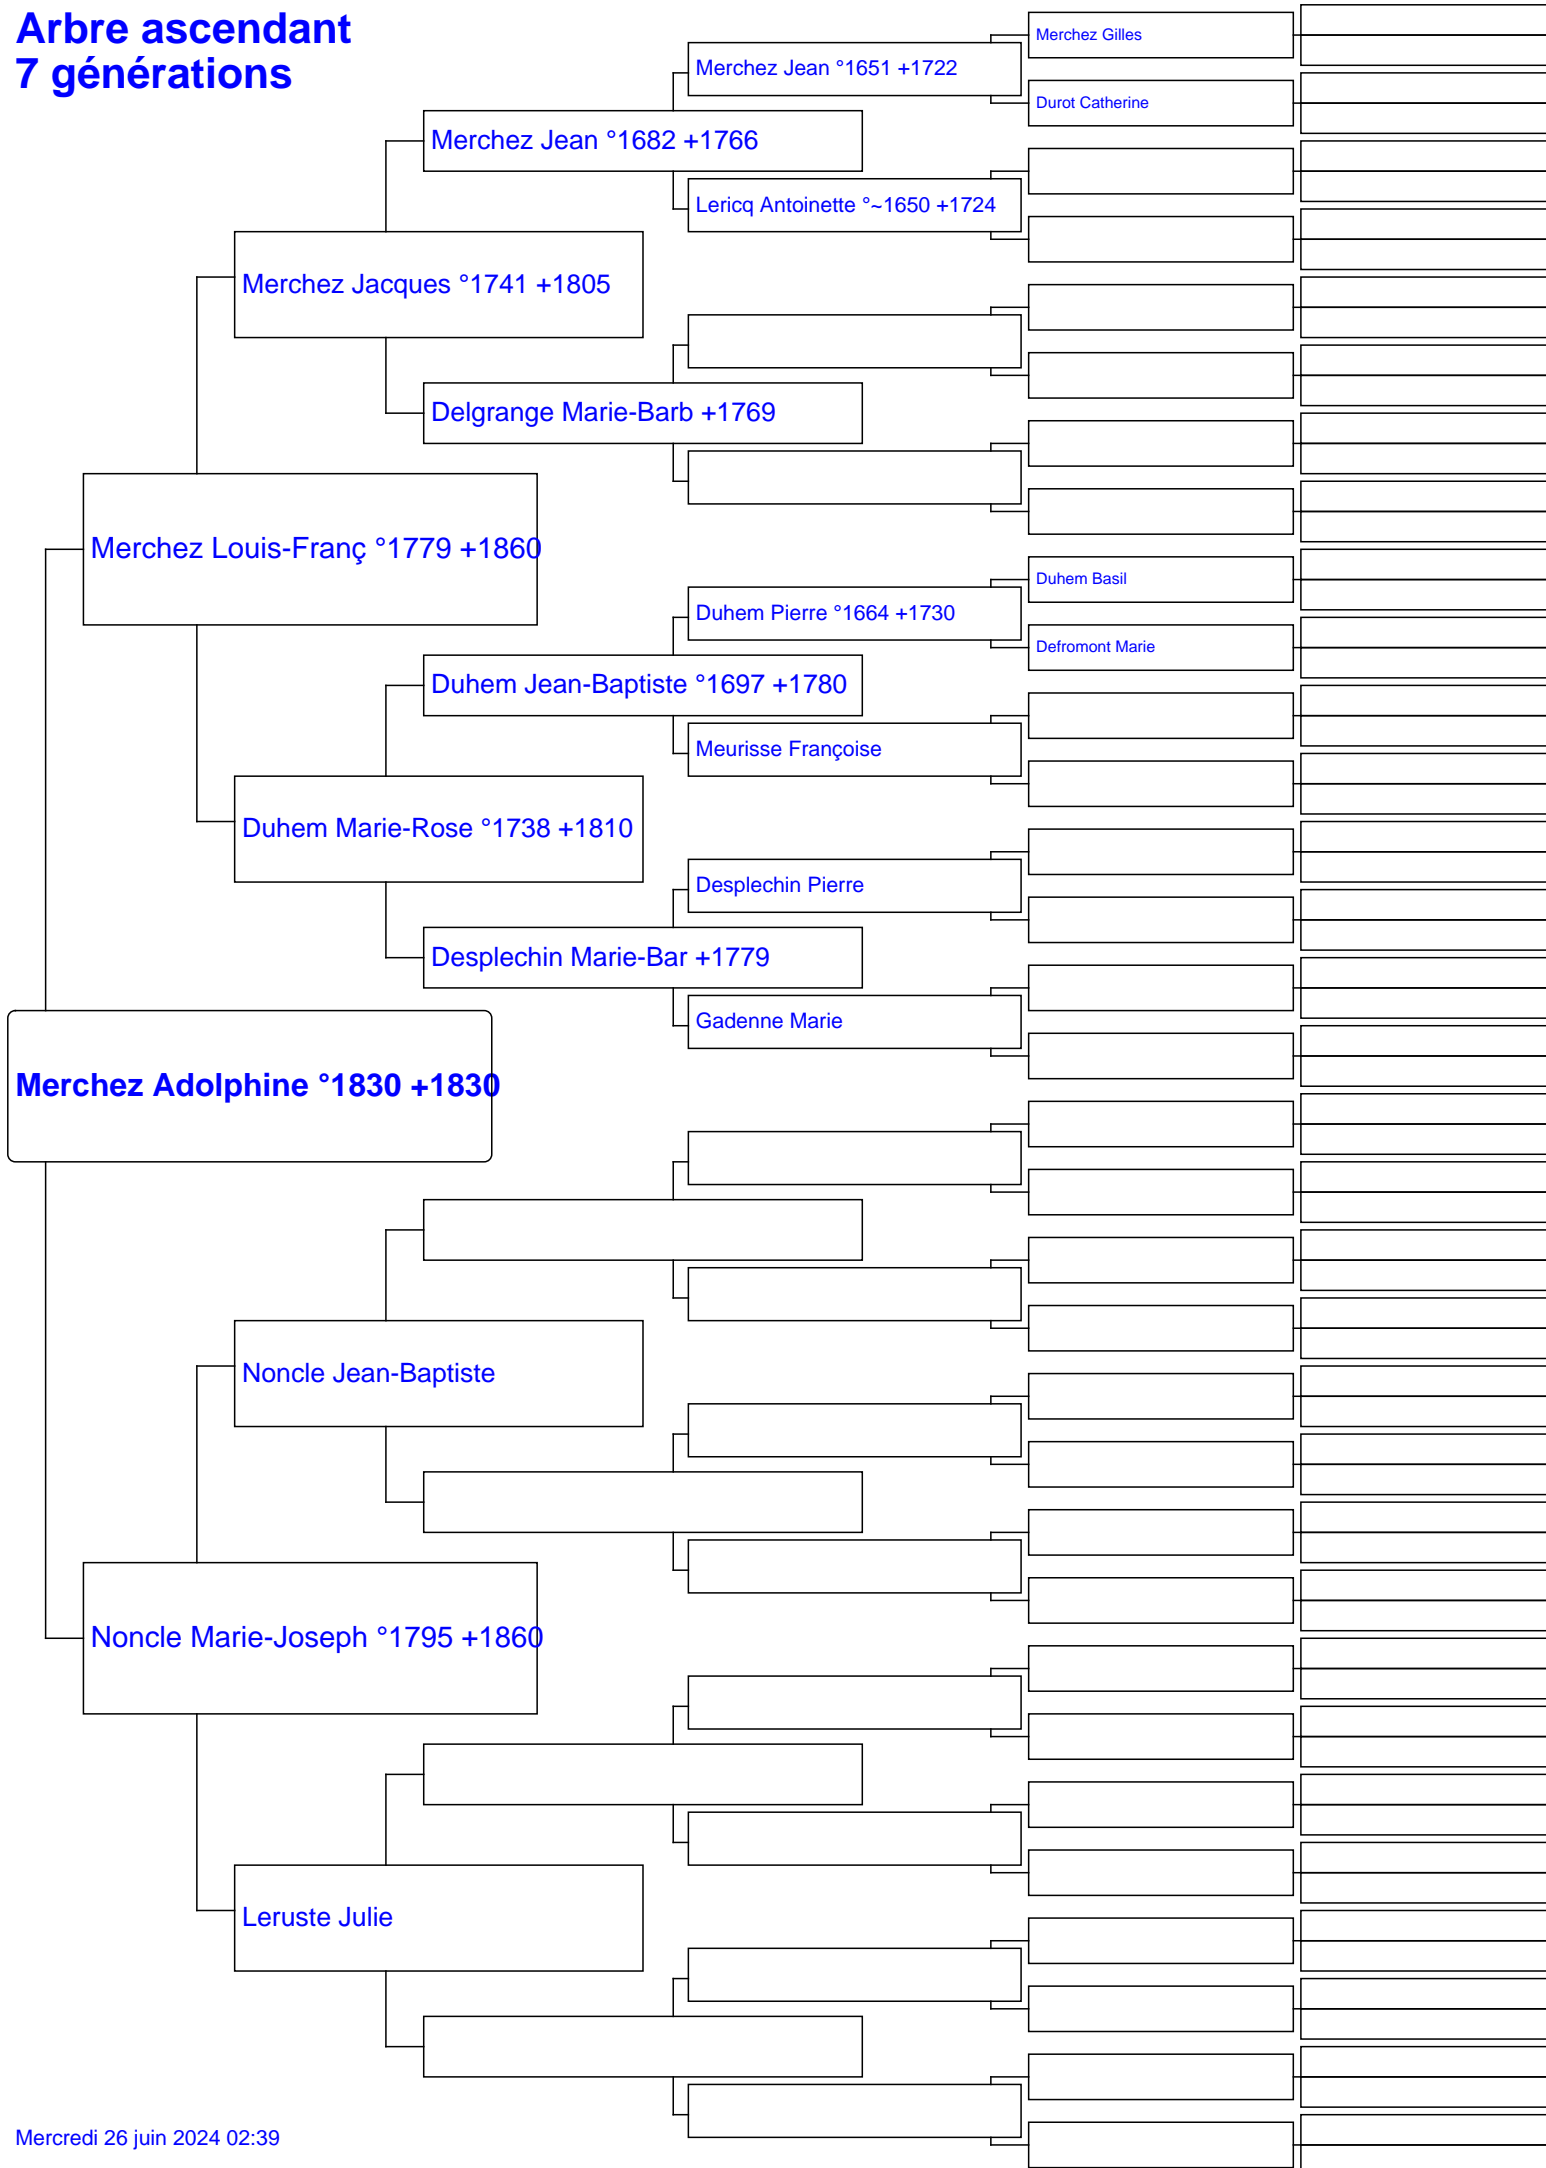 Arbre ascendant
7 générations
Merchez Gilles
Merchez Jean °1651 +1722
Durot Catherine
Merchez Jean °1682 +1766
Lericq Antoinette °~1650 +1724
Merchez Jacques °1741 +1805
Delgrange Marie-Barb +1769
Merchez Louis-Franç °1779 +1860
Duhem Basil
Duhem Pierre °1664 +1730
Defromont Marie
Duhem Jean-Baptiste °1697 +1780
Meurisse Françoise
Duhem Marie-Rose °1738 +1810
Desplechin Pierre
Desplechin Marie-Bar +1779
Gadenne Marie
Merchez Adolphine °1830 +1830
Noncle Jean-Baptiste
Noncle Marie-Joseph °1795 +1860
Leruste Julie
Mercredi 26 juin 2024 02:39